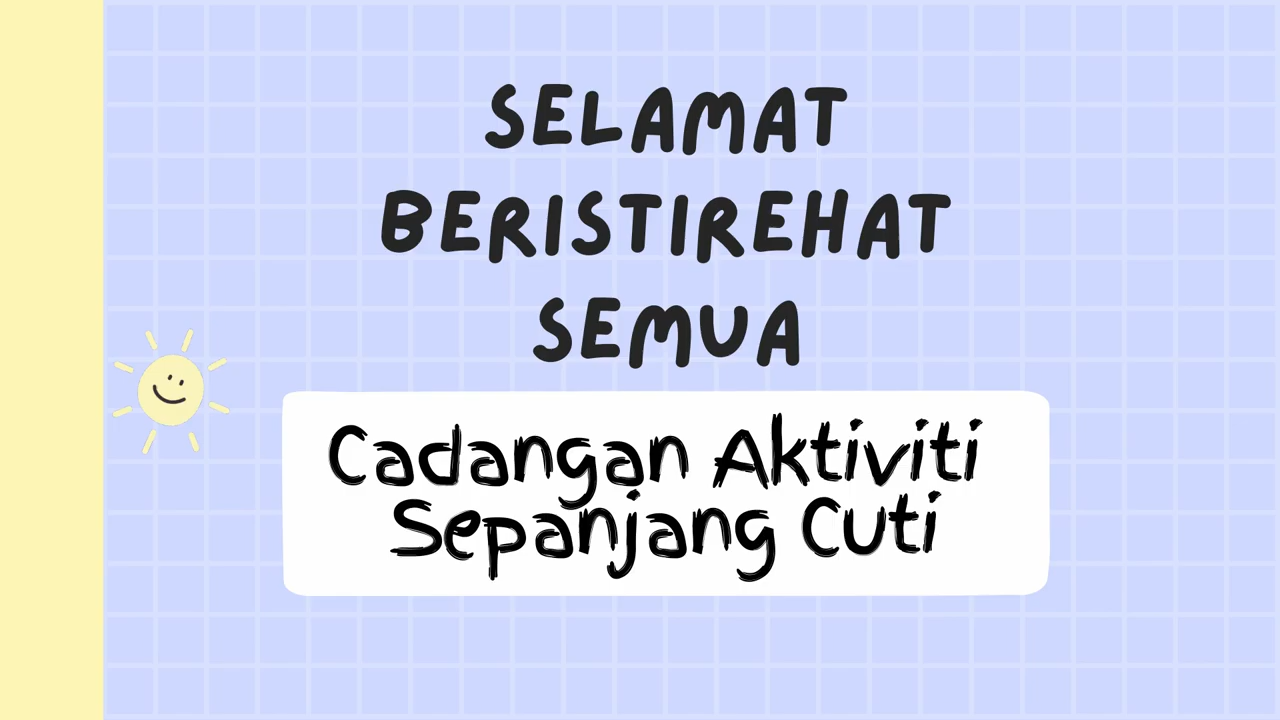 SELAMAT
BERISTIREHAT
SEMUA
Cadangan Aktiviti
Sepanjang Cuti